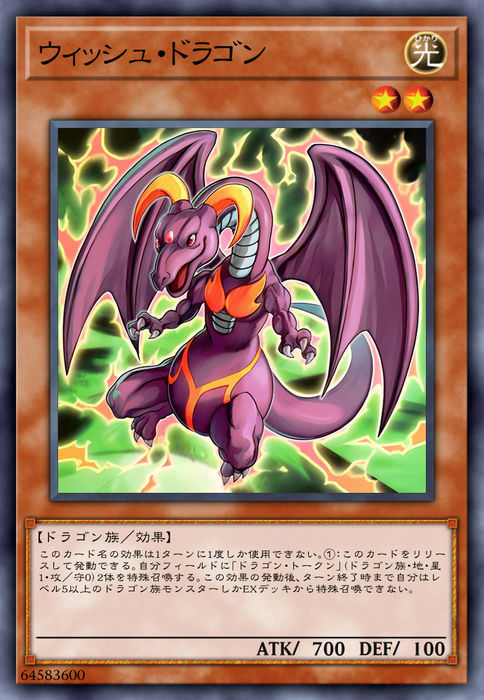 ウィッシュ・ドラゴン
ひかり
光
【ドラゴン族／効果】
このカード名の効果は1ターンに1度しか使用できない。①：このカードをリリース
して発動できる。自分フィールドに「ドラゴン・トークン」(ドラゴン族・地・星
1・攻／守0)2体を特殊召喚する。この効果の発動後、ターン終了時まで自分は
レベル5以上のドラゴン族モンスターしかEXデッキから特殊召喚できない。
ATK/ 700 DEF/ 100
64583600